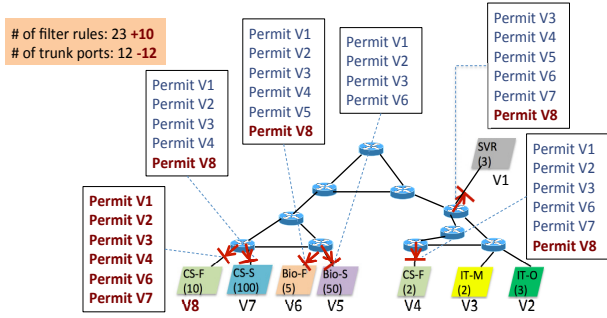 # of filter rules: 23 +10
# of trunk ports: 12 -12
Permit V1
Permit V2
Permit V3
Permit V4
Permit V5
Permit V8
Permit V1
Permit V2
Permit V3
Permit V6
Permit V3
Permit V4
Permit V5
Permit V6
Permit V7
Permit V8
Permit V1
Permit V2
Permit V3
Permit V4
Permit V8
Permit V1
Permit V2
Permit V3
Permit V6
Permit V7
Permit V8
SVR
(3)
V1
Permit V1
Permit V2
Permit V3
Permit V4
Permit V6
Permit V7
CS-F
(10)
V8
CS-S
(100)
V7
Bio-F
(5)
V6
Bio-S
(50)
V5
CS-F
(2)
V4
IT-M
(2)
V3
IT-O
(3)
V2